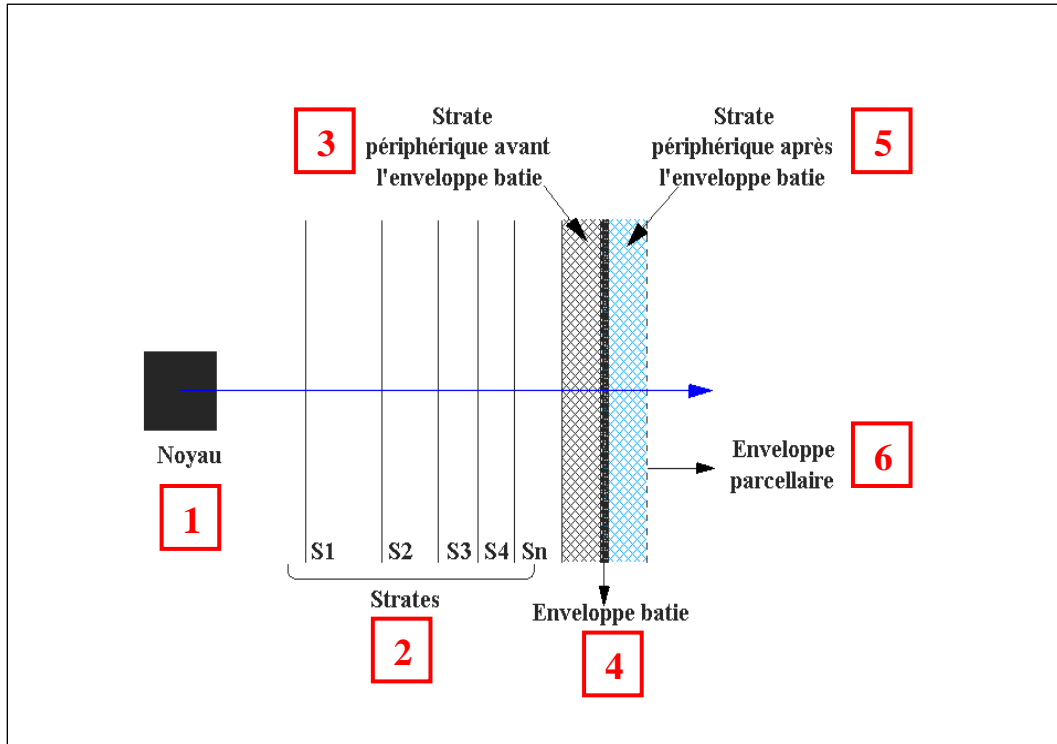 3
Strate
périphérique avant
l'enveloppe batie
Strate
périphérique après
l'enveloppe batie
5
Noyau
1
Enveloppe
parcellaire
6
S1 S2 S3 S4 Sn
Strates
2
Enveloppe batie
4